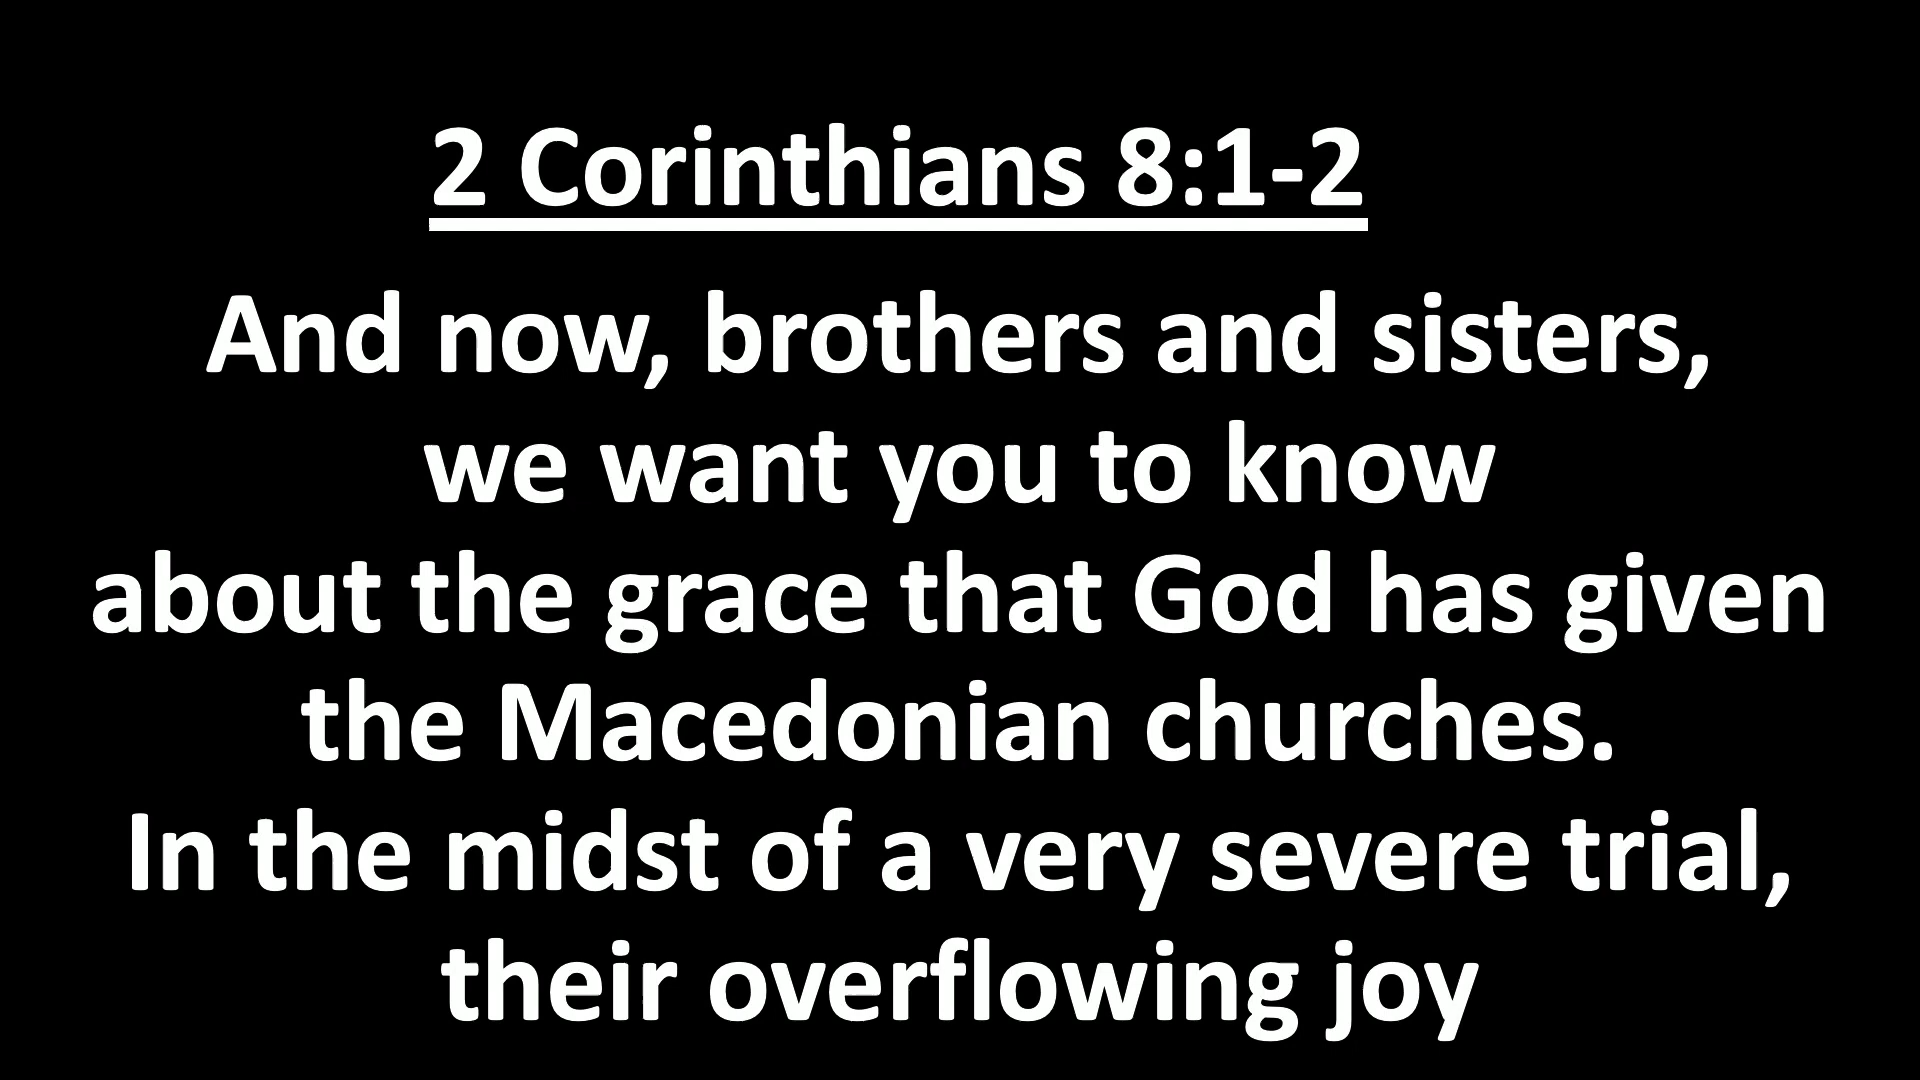 2 Corinthians 8:1-2
And now, brothers and sisters,
we want you to know
about the grace that God has given
the Macedonian churches.
In the midst of a very severe trial,
their overflowing joy